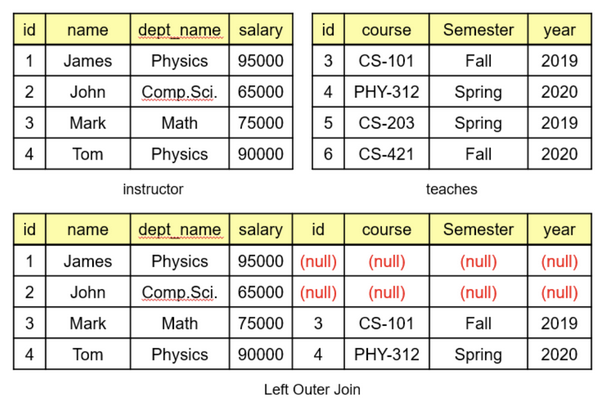 id name dept_name salary id course Semester year
1 James Physics 95000 3 CS-101 Fall 2019
2 John Comp.Sci. 65000 4 PHY-312 Spring 2020
3 Mark Math 75000 5 CS-203 Spring 2019
4 Tom Physics 90000 6 CS-421 Fall 2020
instructor teaches
id name dept_name salary id course Semester year
1 James Physics 95000 (null) (null) (null) (null)
2 John Comp.Sci. 65000 (null) (null) (null) (null)
3 Mark Math 75000 3 CS-101 Fall 2019
4 Tom Physics 90000 4 PHY-312 Spring 2020
Left Outer Join